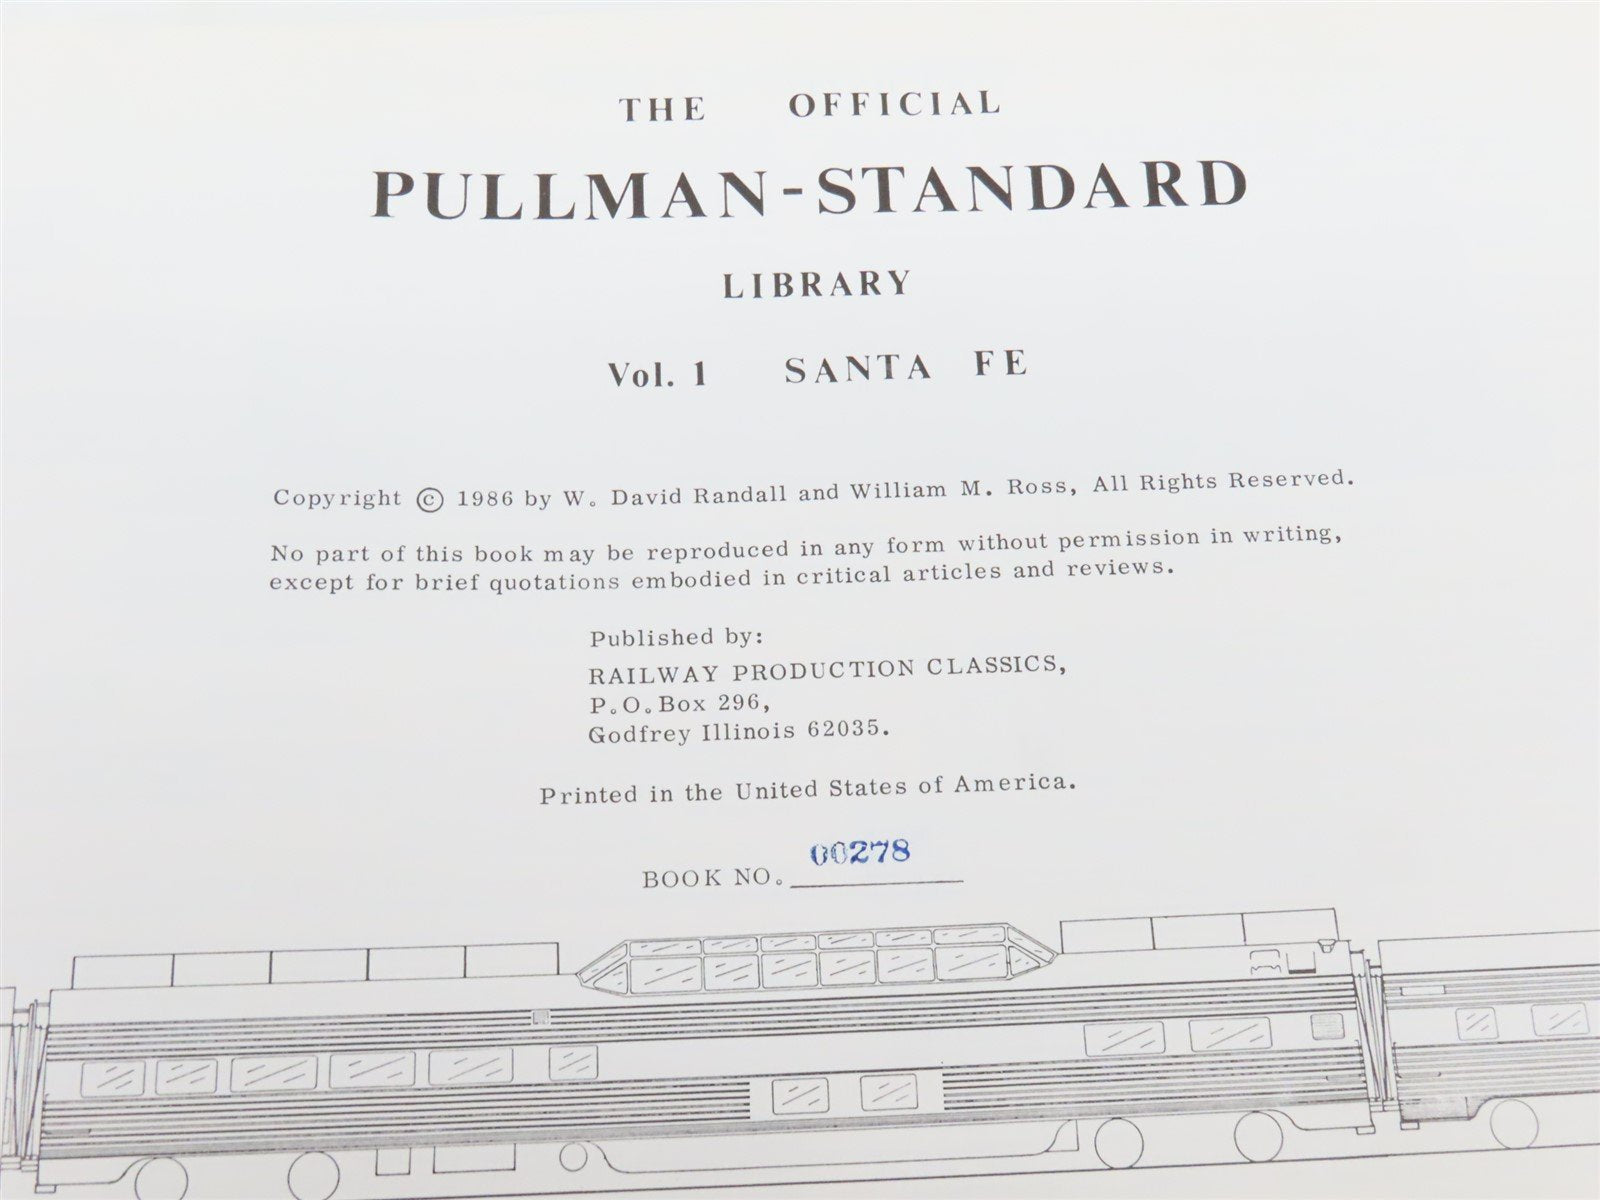 THE OFFICIAL
PULLMAN-STANDARD
LIBRARY
Vol. 1 SANTA FE
Copyright © 1986 by W. David Randall and William M. Ross, All Rights Reserved.
No part of this book may be reproduced in any form without permission in writing,
except for brief quotations embodied in critical articles and reviews.
Published by:
RAILWAY PRODUCTION CLASSICS,
P.O.Box 296,
Godfrey Illinois 62035.
Printed in the United States of America.
BOOK NO. 00278